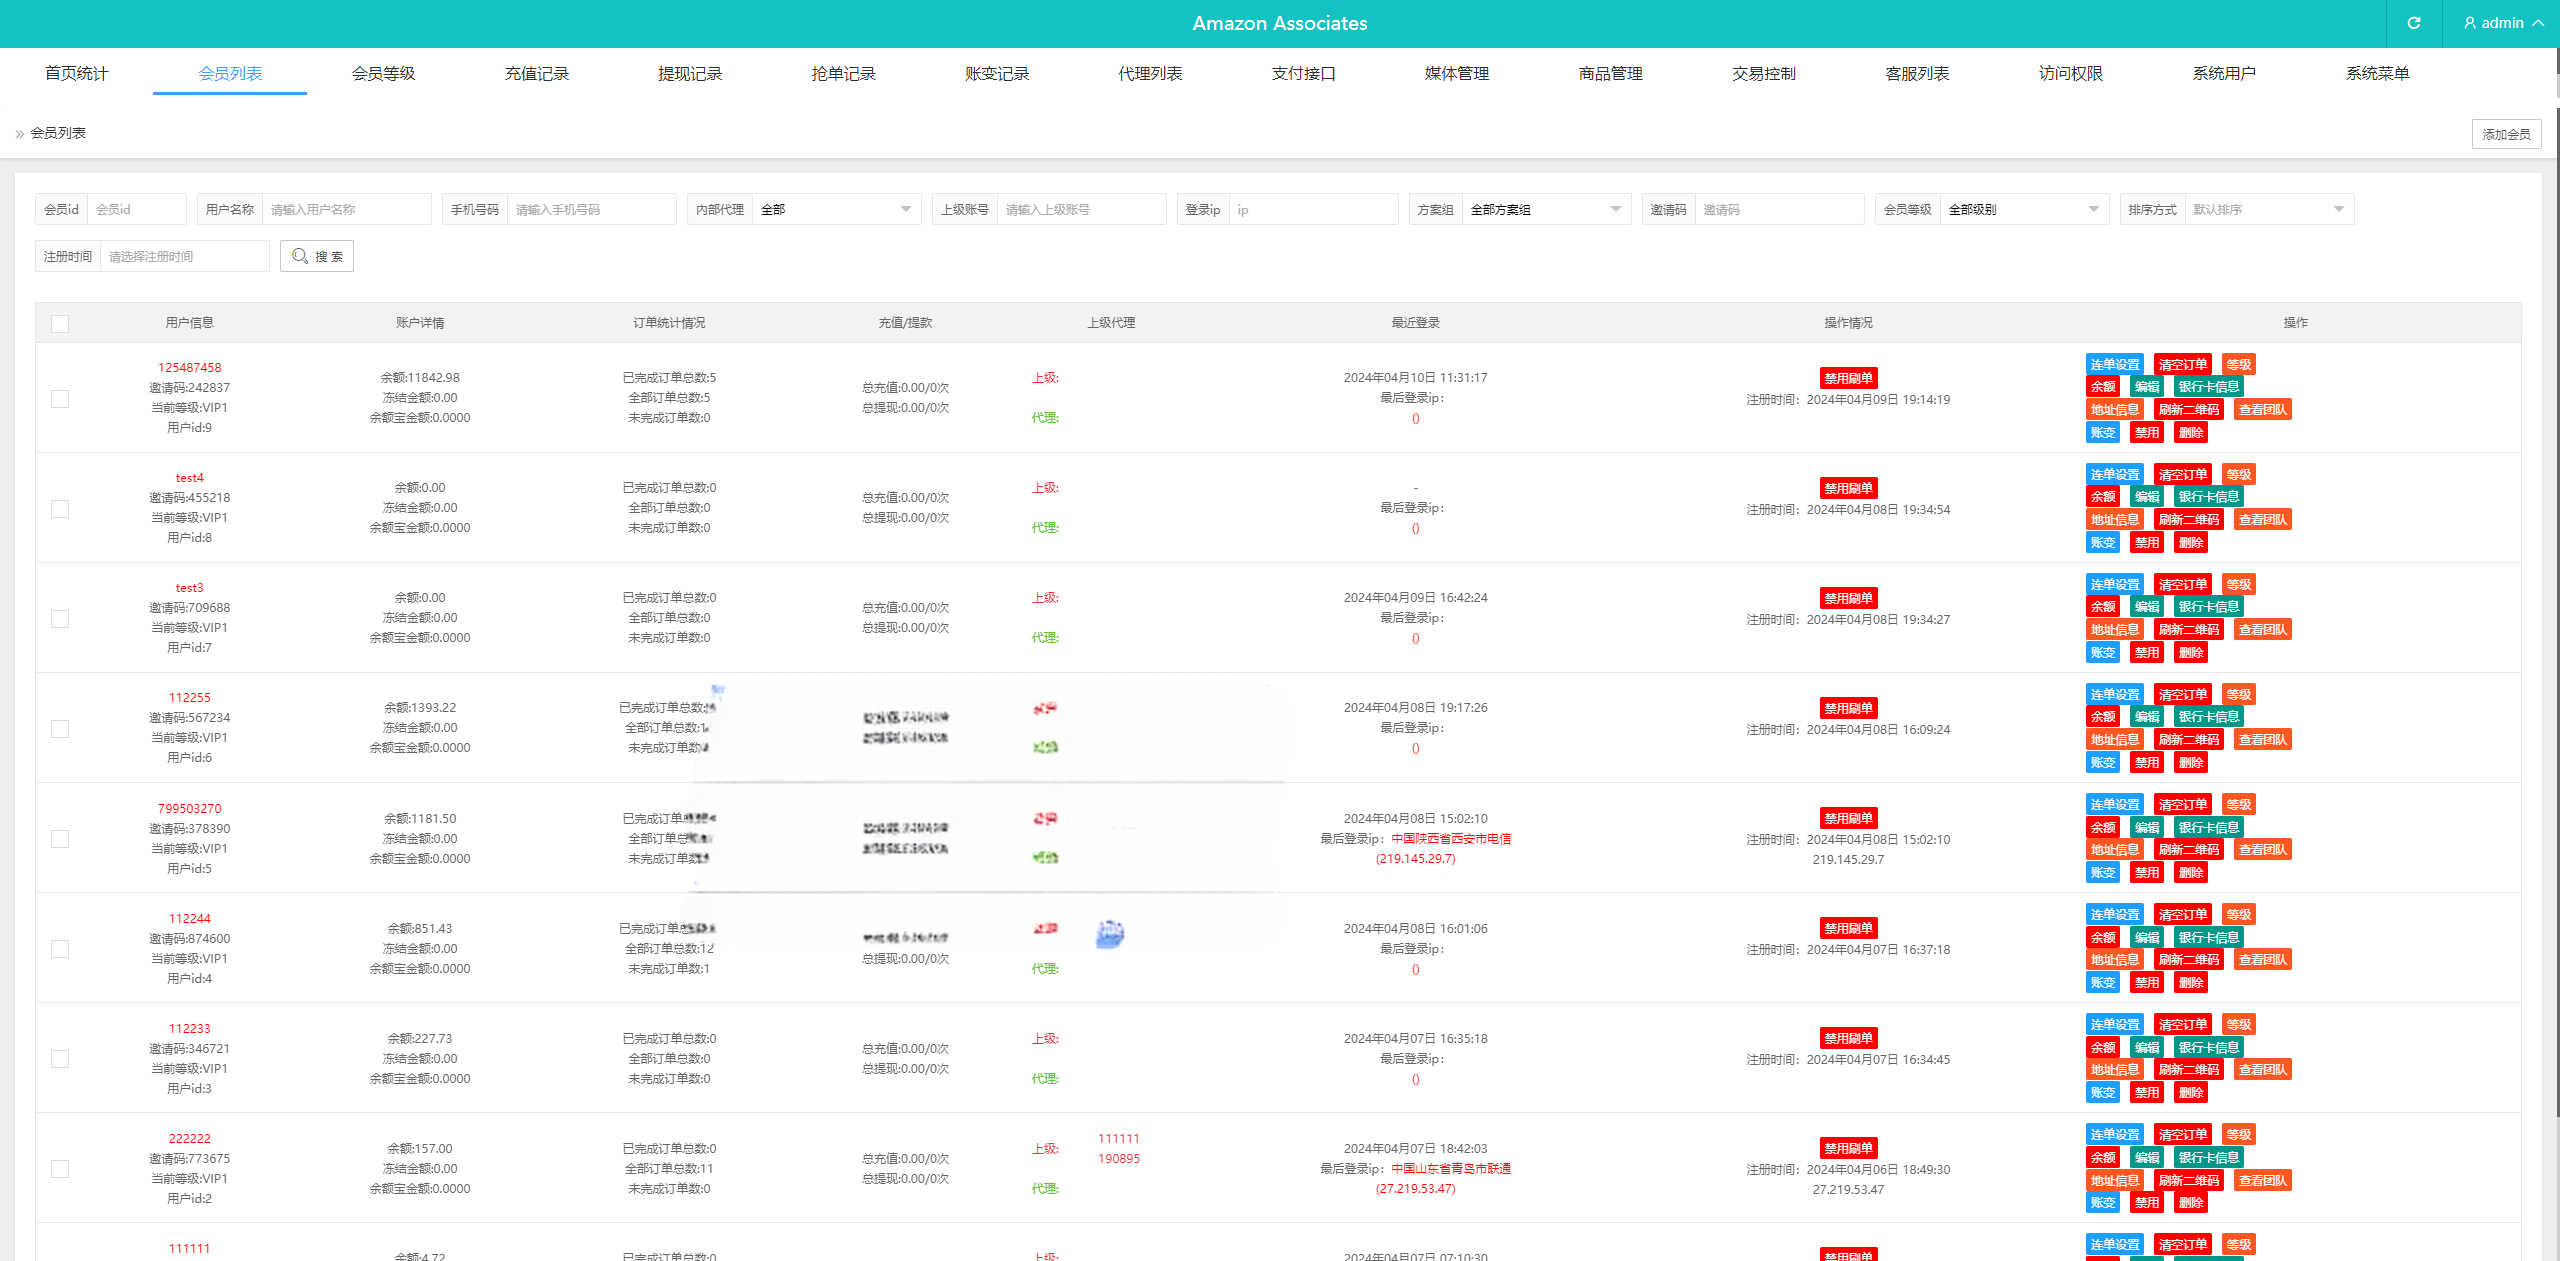 Amazon Associates
admin
首页统计 会员列表 会员等级 充值记录 提现记录 抢单记录 账变记录 代理列表 支付接口 媒体管理 商品管理 交易控制 客服列表 访问权限 系统用户 系统菜单
» 会员列表 添加会员
会员id 会员id 用户名称 请输入用户名称 手机号码 请输入手机号码 内部代理 全部 上级账号 请输入上级账号 登录ip ip 方案组 全部方案组 邀请码 邀请码 会员等级 全部级别 排序方式 默认排序
注册时间 请选择注册时间 搜 索
用户信息 账户详情 订单统计情况 充值/提款 上级代理 最近登录 操作情况 操作
125487458
邀请码:242837
当前等级:VIP1
用户id:9
余额:11842.98
冻结金额:0.00
余额宝金额:0.0000
已完成订单总数:5
全部订单总数:5
未完成订单数:0
总充值:0.00/0次
总提现:0.00/0次
上级:
代理:
2024年04月10日 11:31:17
最后登录ip:
()
禁用刷单
注册时间: 2024年04月09日 19:14:19
连单设置 清空订单 等级
余额 编辑 银行卡信息
地址信息 刷新二维码 查看团队
账变 禁用 删除
test4
邀请码:455218
当前等级:VIP1
用户id:8
余额:0.00
冻结金额:0.00
余额宝金额:0.0000
已完成订单总数:0
全部订单总数:0
未完成订单数:0
总充值:0.00/0次
总提现:0.00/0次
上级:
代理:
-
最后登录ip:
()
禁用刷单
注册时间: 2024年04月08日 19:34:54
连单设置 清空订单 等级
余额 编辑 银行卡信息
地址信息 刷新二维码 查看团队
账变 禁用 删除
test3
邀请码:709688
当前等级:VIP1
用户id:7
余额:0.00
冻结金额:0.00
余额宝金额:0.0000
已完成订单总数:0
全部订单总数:0
未完成订单数:0
总充值:0.00/0次
总提现:0.00/0次
上级:
代理:
2024年04月09日 16:42:24
最后登录ip:
()
禁用刷单
注册时间: 2024年04月08日 19:34:27
连单设置 清空订单 等级
余额 编辑 银行卡信息
地址信息 刷新二维码 查看团队
账变 禁用 删除
112255
邀请码:567234
当前等级:VIP1
用户id:6
余额:1393.22
冻结金额:0.00
余额宝金额:0.0000
已完成订单总数:
全部订单总数:
未完成订单数
2024年04月08日 19:17:26
最后登录ip:
()
禁用刷单
注册时间: 2024年04月08日 16:09:24
连单设置 清空订单 等级
余额 编辑 银行卡信息
地址信息 刷新二维码 查看团队
账变 禁用 删除
799503270
邀请码:378390
当前等级:VIP1
用户id:5
余额:1181.50
冻结金额:0.00
余额宝金额:0.0000
已完成订单
全部订单
未完成订单
2024年04月08日 15:02:10
最后登录ip: 中国陕西省西安市电信
(219.145.29.7)
禁用刷单
注册时间: 2024年04月08日 15:02:10
219.145.29.7
连单设置 清空订单 等级
余额 编辑 银行卡信息
地址信息 刷新二维码 查看团队
账变 禁用 删除
112244
邀请码:874600
当前等级:VIP1
用户id:4
余额:851.43
冻结金额:0.00
余额宝金额:0.0000
已完成订单
全部订单总数:12
未完成订单数:1
总提现:0.00/0次
代理:
2024年04月08日 16:01:06
最后登录ip:
()
禁用刷单
注册时间: 2024年04月07日 16:37:18
连单设置 清空订单 等级
余额 编辑 银行卡信息
地址信息 刷新二维码 查看团队
账变 禁用 删除
112233
邀请码:346721
当前等级:VIP1
用户id:3
余额:227.73
冻结金额:0.00
余额宝金额:0.0000
已完成订单总数:0
全部订单总数:0
未完成订单数:0
总充值:0.00/0次
总提现:0.00/0次
上级:
代理:
2024年04月07日 16:35:18
最后登录ip:
()
禁用刷单
注册时间: 2024年04月07日 16:34:45
连单设置 清空订单 等级
余额 编辑 银行卡信息
地址信息 刷新二维码 查看团队
账变 禁用 删除
222222
邀请码:773675
当前等级:VIP1
用户id:2
余额:157.00
冻结金额:0.00
余额宝金额:0.0000
已完成订单总数:0
全部订单总数:11
未完成订单数:0
总充值:0.00/0次
总提现:0.00/0次
上级: 111111
190895
代理:
2024年04月07日 18:42:03
最后登录ip: 中国山东省青岛市联通
(27.219.53.47)
禁用刷单
注册时间: 2024年04月06日 18:49:30
27.219.53.47
连单设置 清空订单 等级
余额 编辑 银行卡信息
地址信息 刷新二维码 查看团队
账变 禁用 删除
111111
余额:4.72
已完成订单总数:0
上级:
2024年04月07日 07:10:30
禁用刷单
连单设置 清空订单 等级